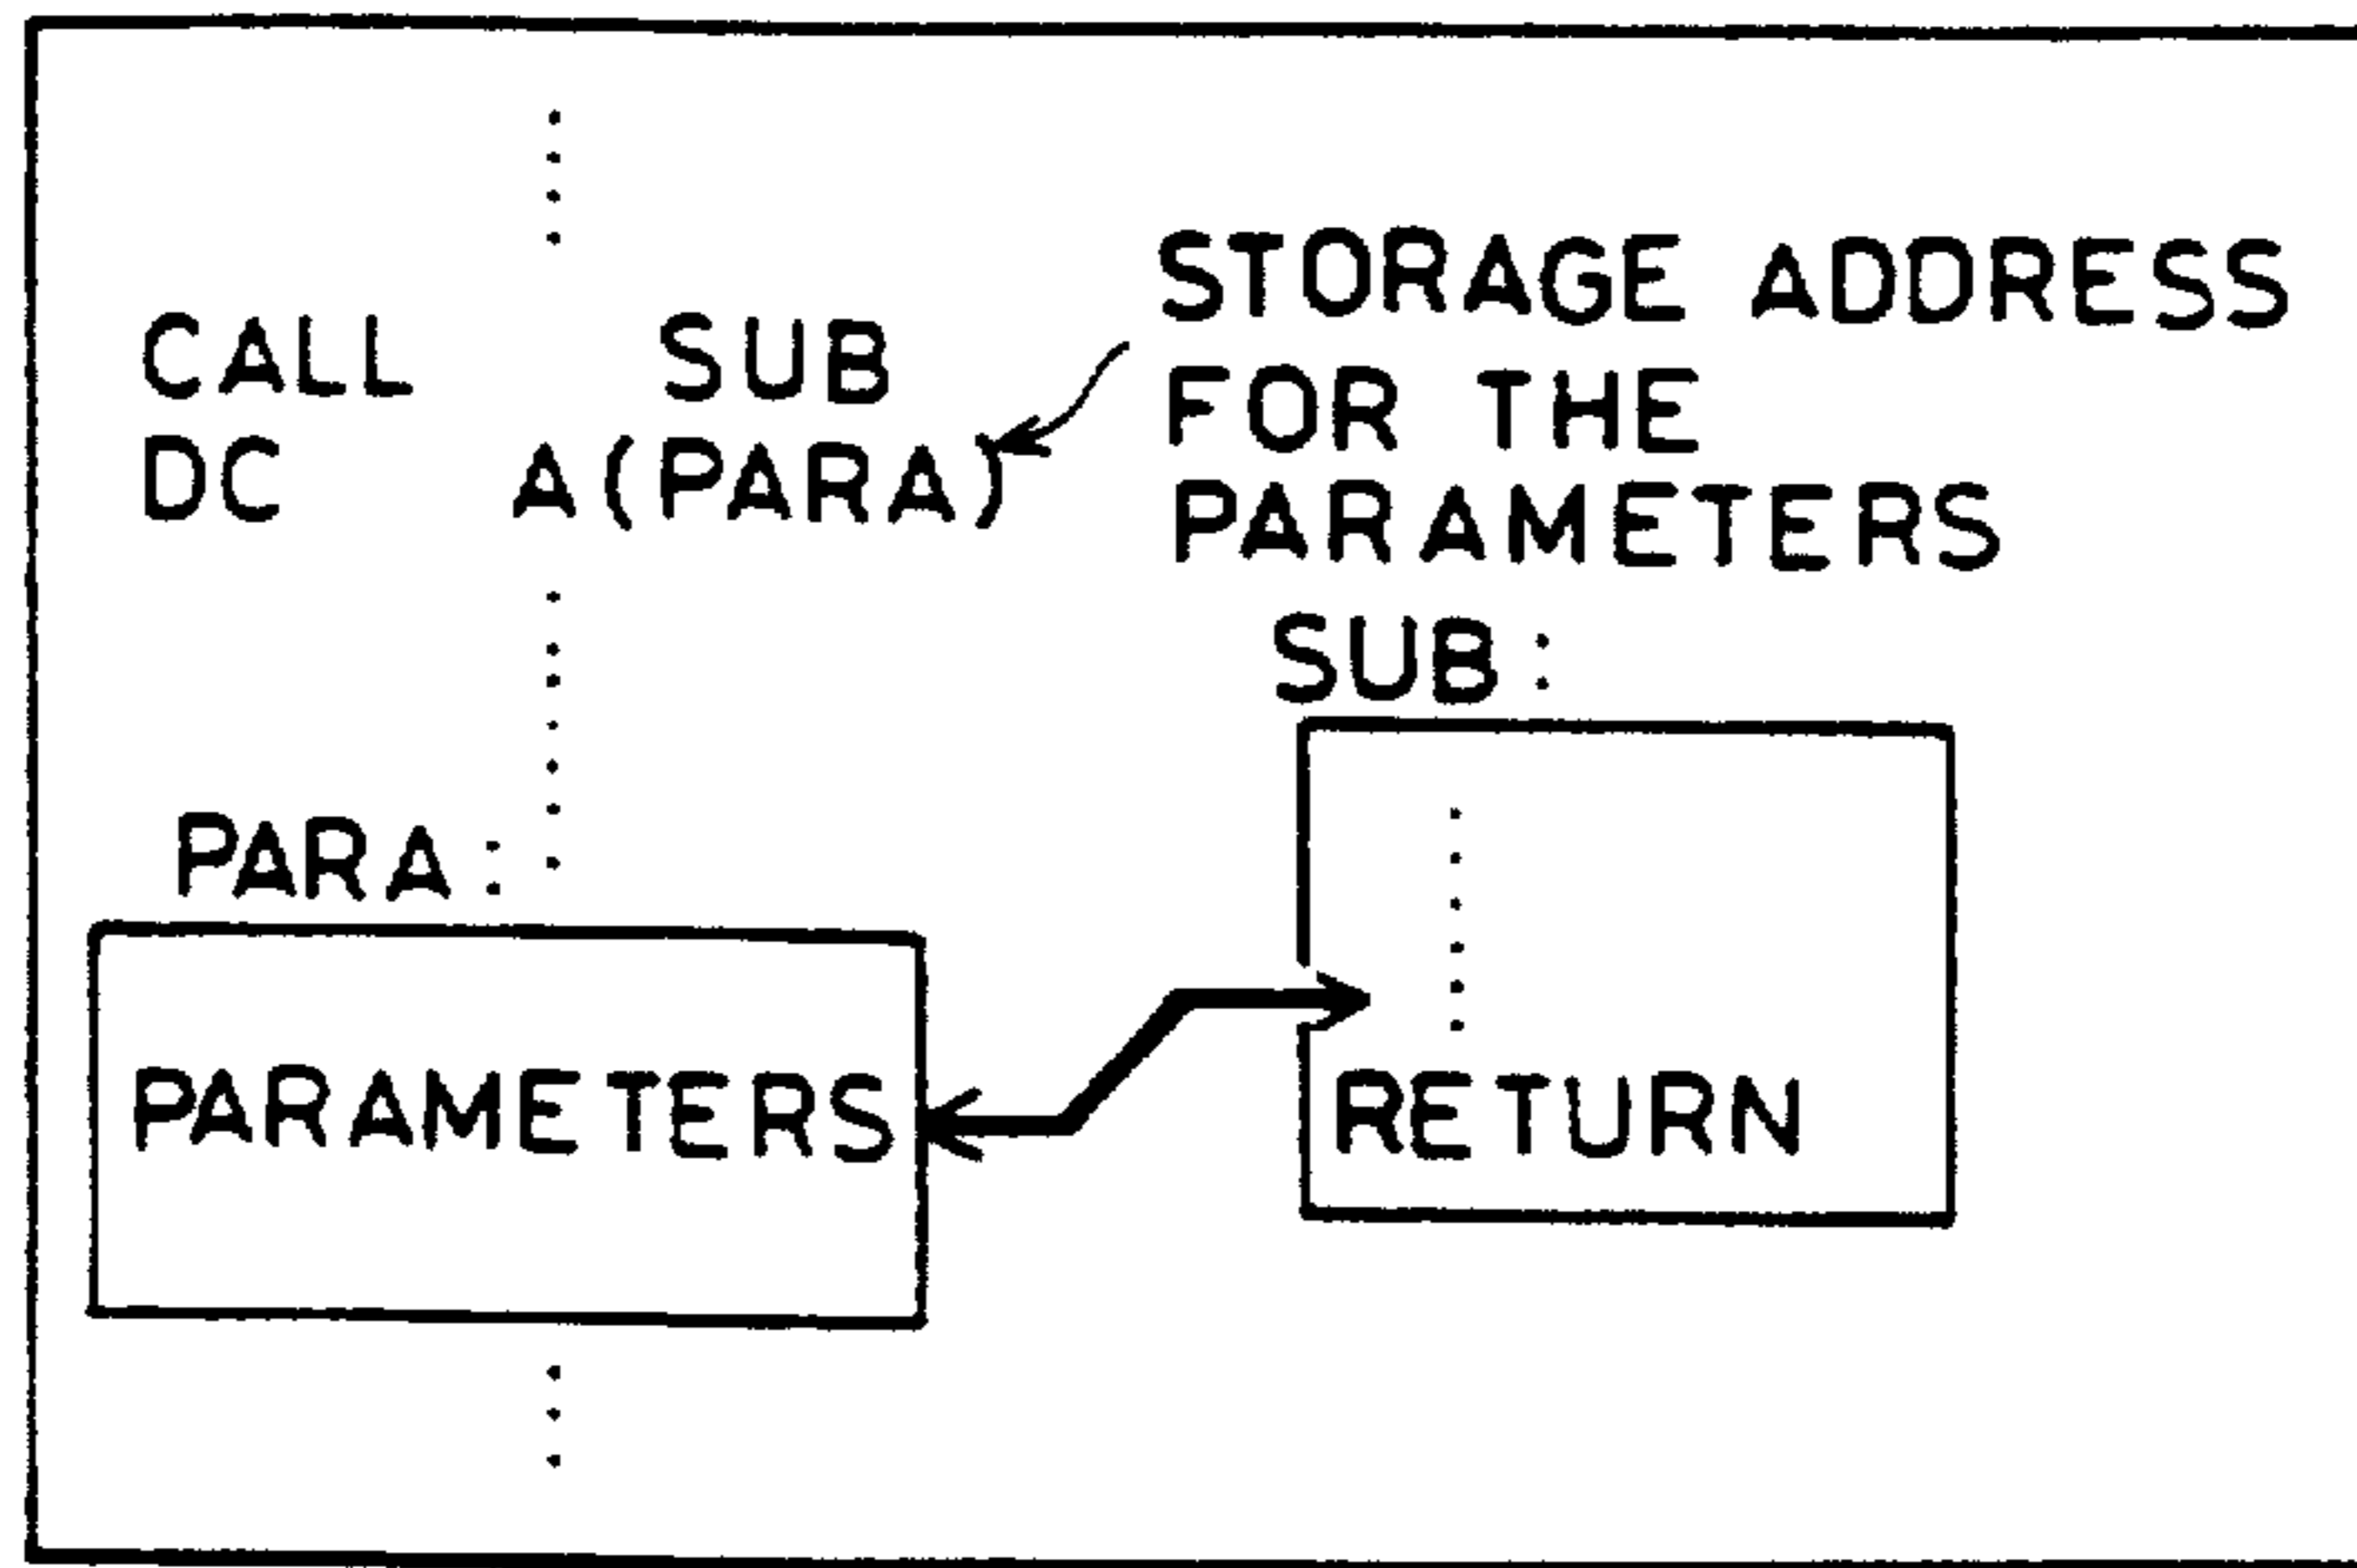 CALL SUB
DC A(PARA)
STORAGE ADDRESS
FOR THE
PARAMETERS
SUB:
PARA:
PARAMETERS
RETURN